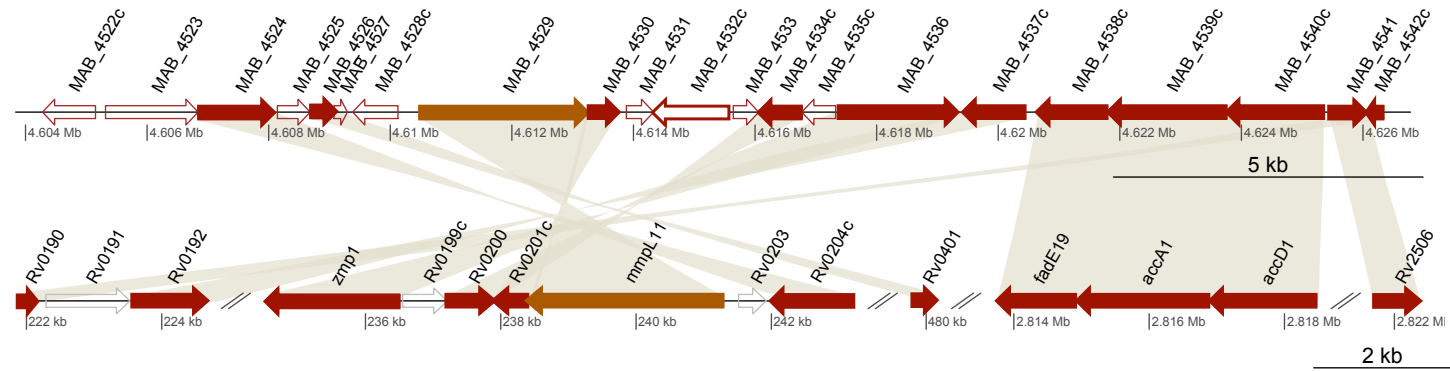 MAB_4522c MAB_4523 MAB_4524 MAB_4525 MAB_4526 MAB_4527 MAB_4528c MAB_4529 MAB_4530 MAB_4531 MAB_4532c MAB_4533 MAB_4534c MAB_4535c MAB_4536 MAB_4537c MAB_4538c MAB_4539c MAB_4540c MAB_4541 MAB_4542c
4.604 Mb 4.606 Mb 4.608 Mb 4.61 Mb 4.612 Mb 4.614 Mb 4.616 Mb 4.618 Mb 4.62 Mb 4.622 Mb 4.624 Mb 4.626 Mb
5 kb
Rv0190 Rv0191 Rv0192 zmp1 Rv0199c Rv0200 Rv0201c mmpL11 Rv0203 Rv0204c Rv0401 fadE19 accA1 accD1 Rv2506
222 kb 224 kb 236 kb 238 kb 240 kb 242 kb 480 kb 2.814 Mb 2.816 Mb 2.818 Mb 2.822 M
2 kb